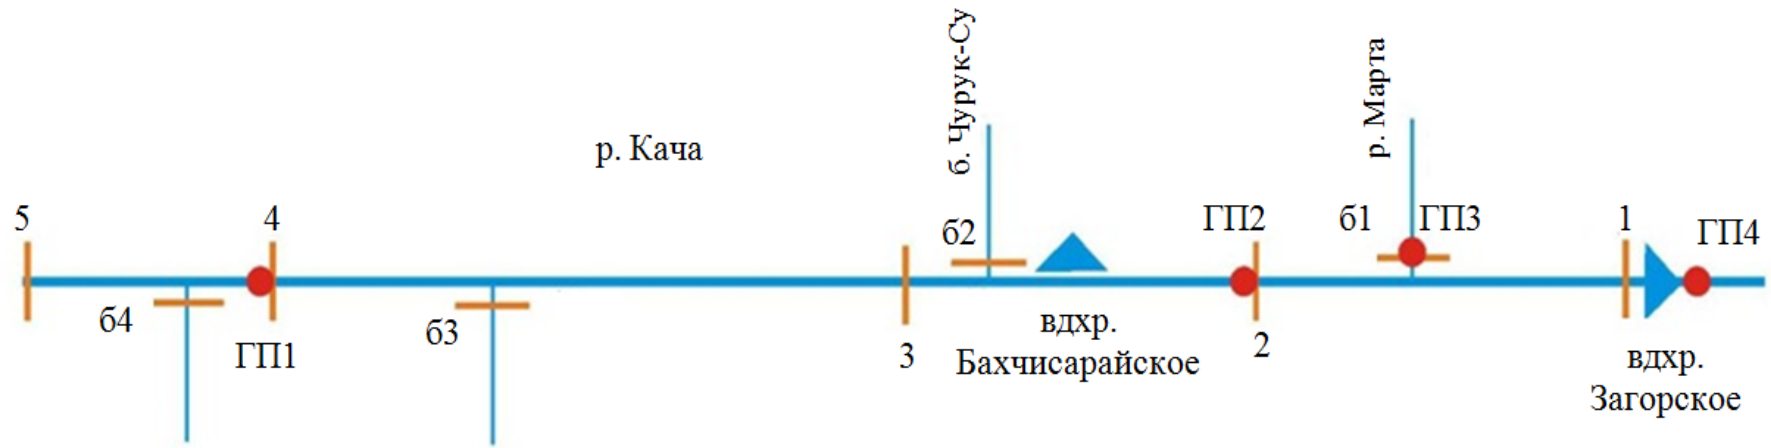 б. Чурук-Су
р. Марта
р. Кача
5
4
ГП2
б1
ГП3
1
ГП4
б2
б4
ГП1
б3
3
вдхр.
Бахчисарайское
2
вдхр.
Загорское